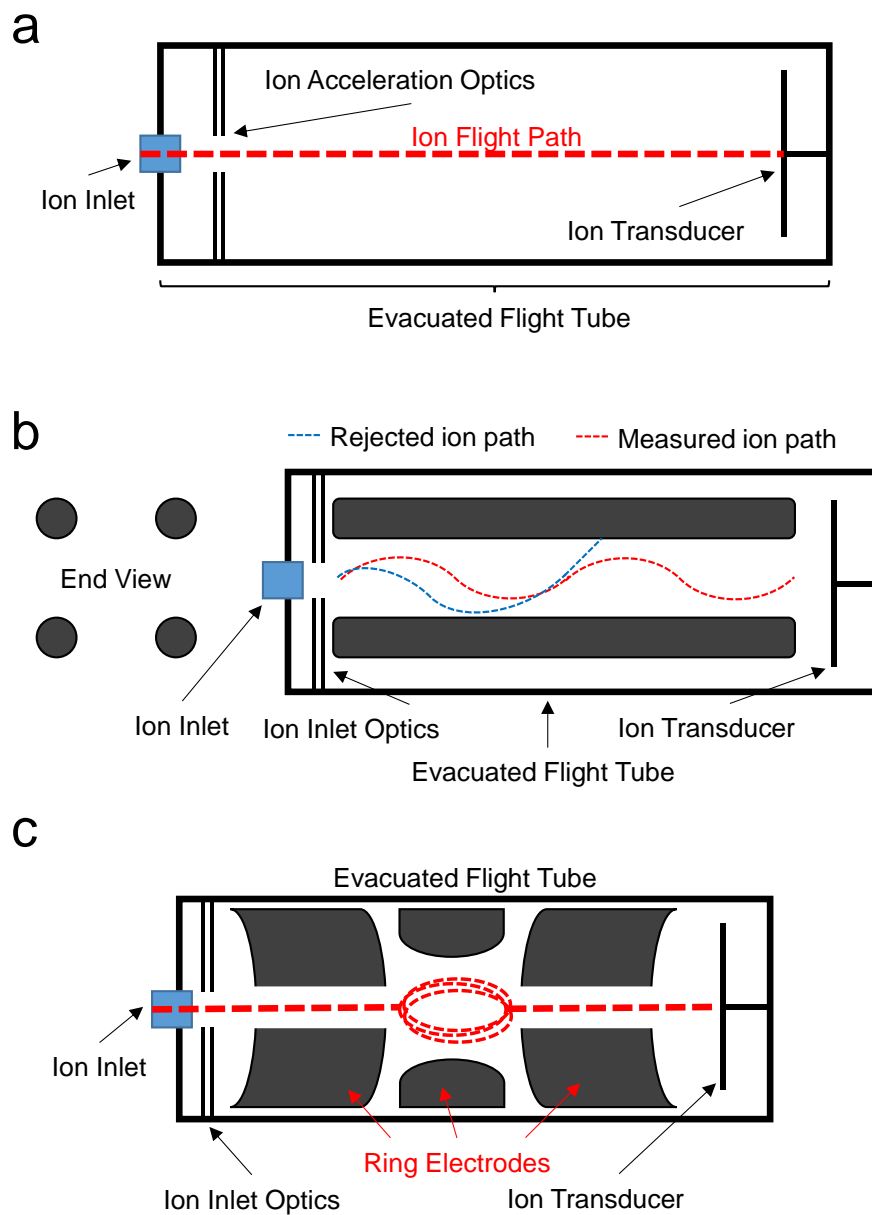 a
Ion Acceleration Optics
Ion Flight Path
Ion Inlet
Ion Transducer
Evacuated Flight Tube
b
Rejected ion path
Measured ion path
End View
Ion Inlet
Ion Inlet Optics
Ion Transducer
Evacuated Flight Tube
c
Evacuated Flight Tube
Ion Inlet
Ring Electrodes
Ion Inlet Optics
Ion Transducer